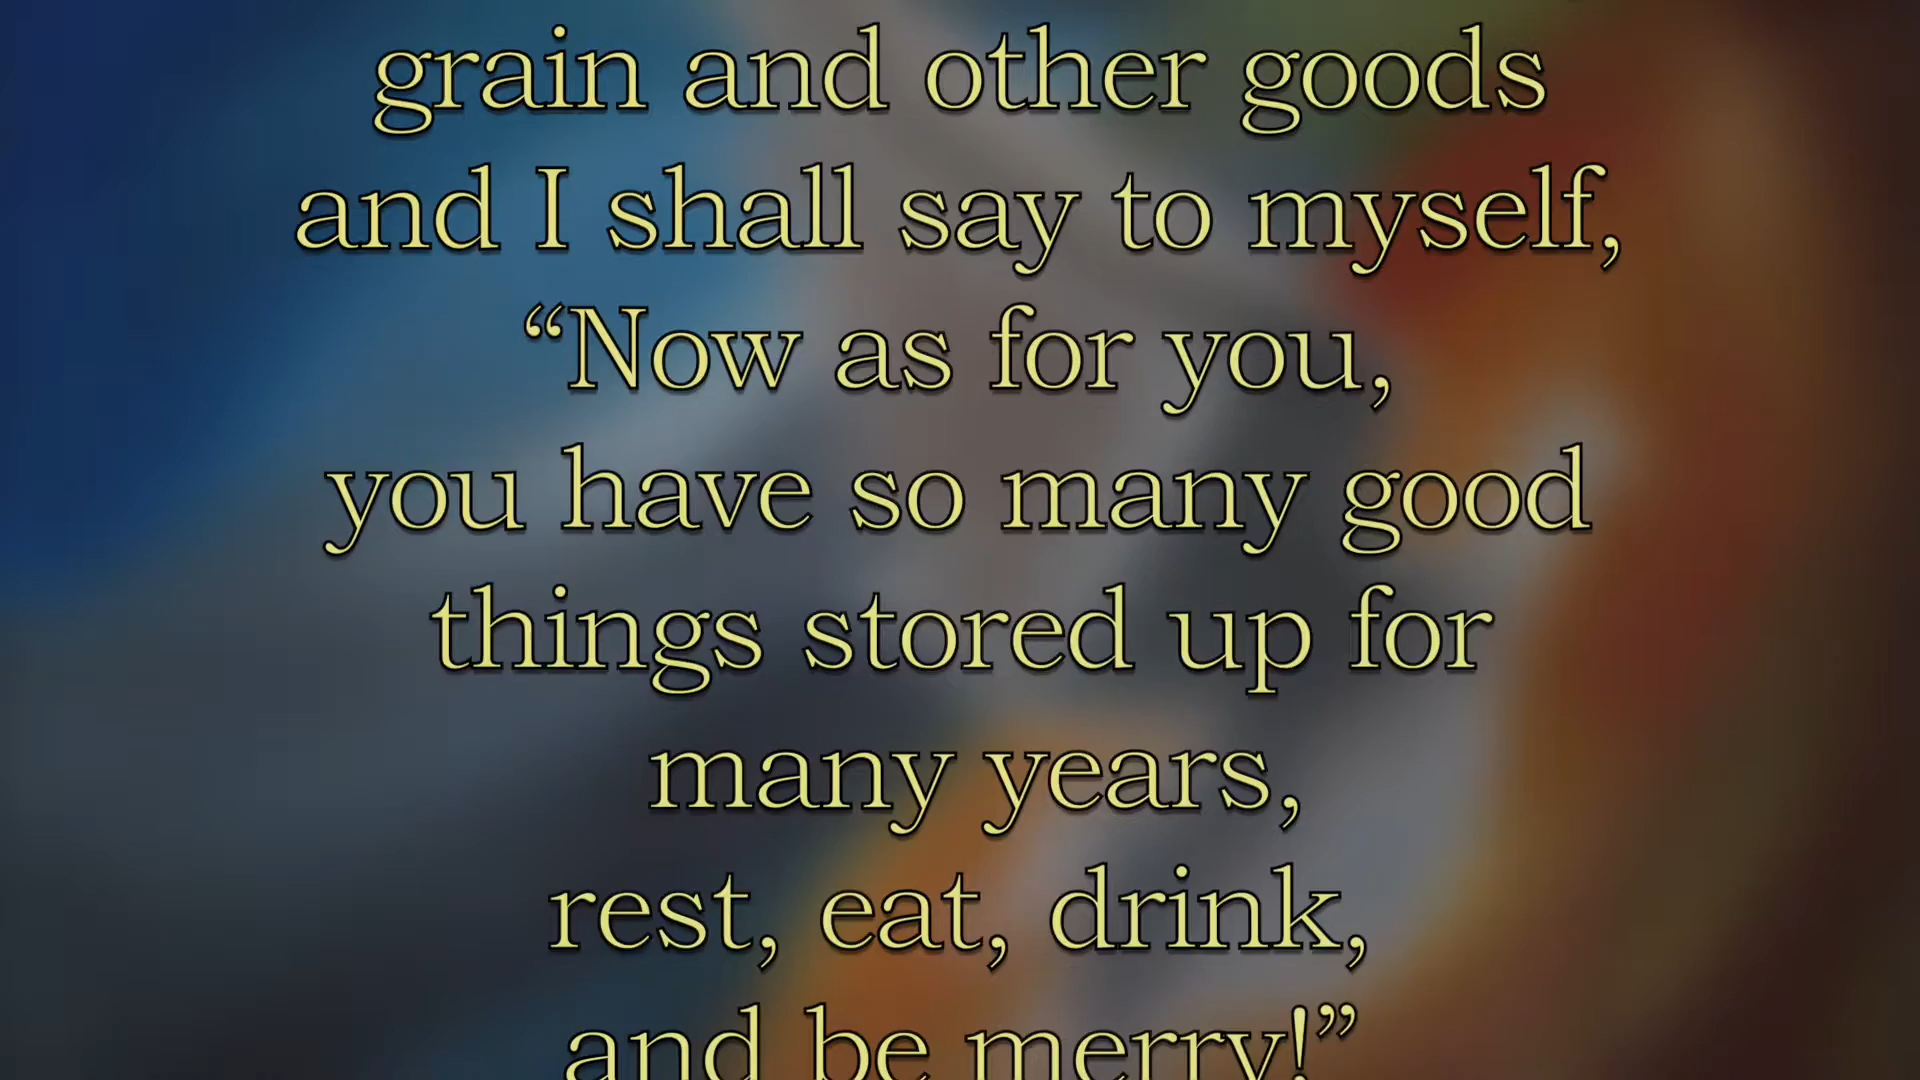 grain and other goods
and I shall say to myself,
“Now as for you,
you have so many good
things stored up for
many years,
rest, eat, drink,
and be merry!”